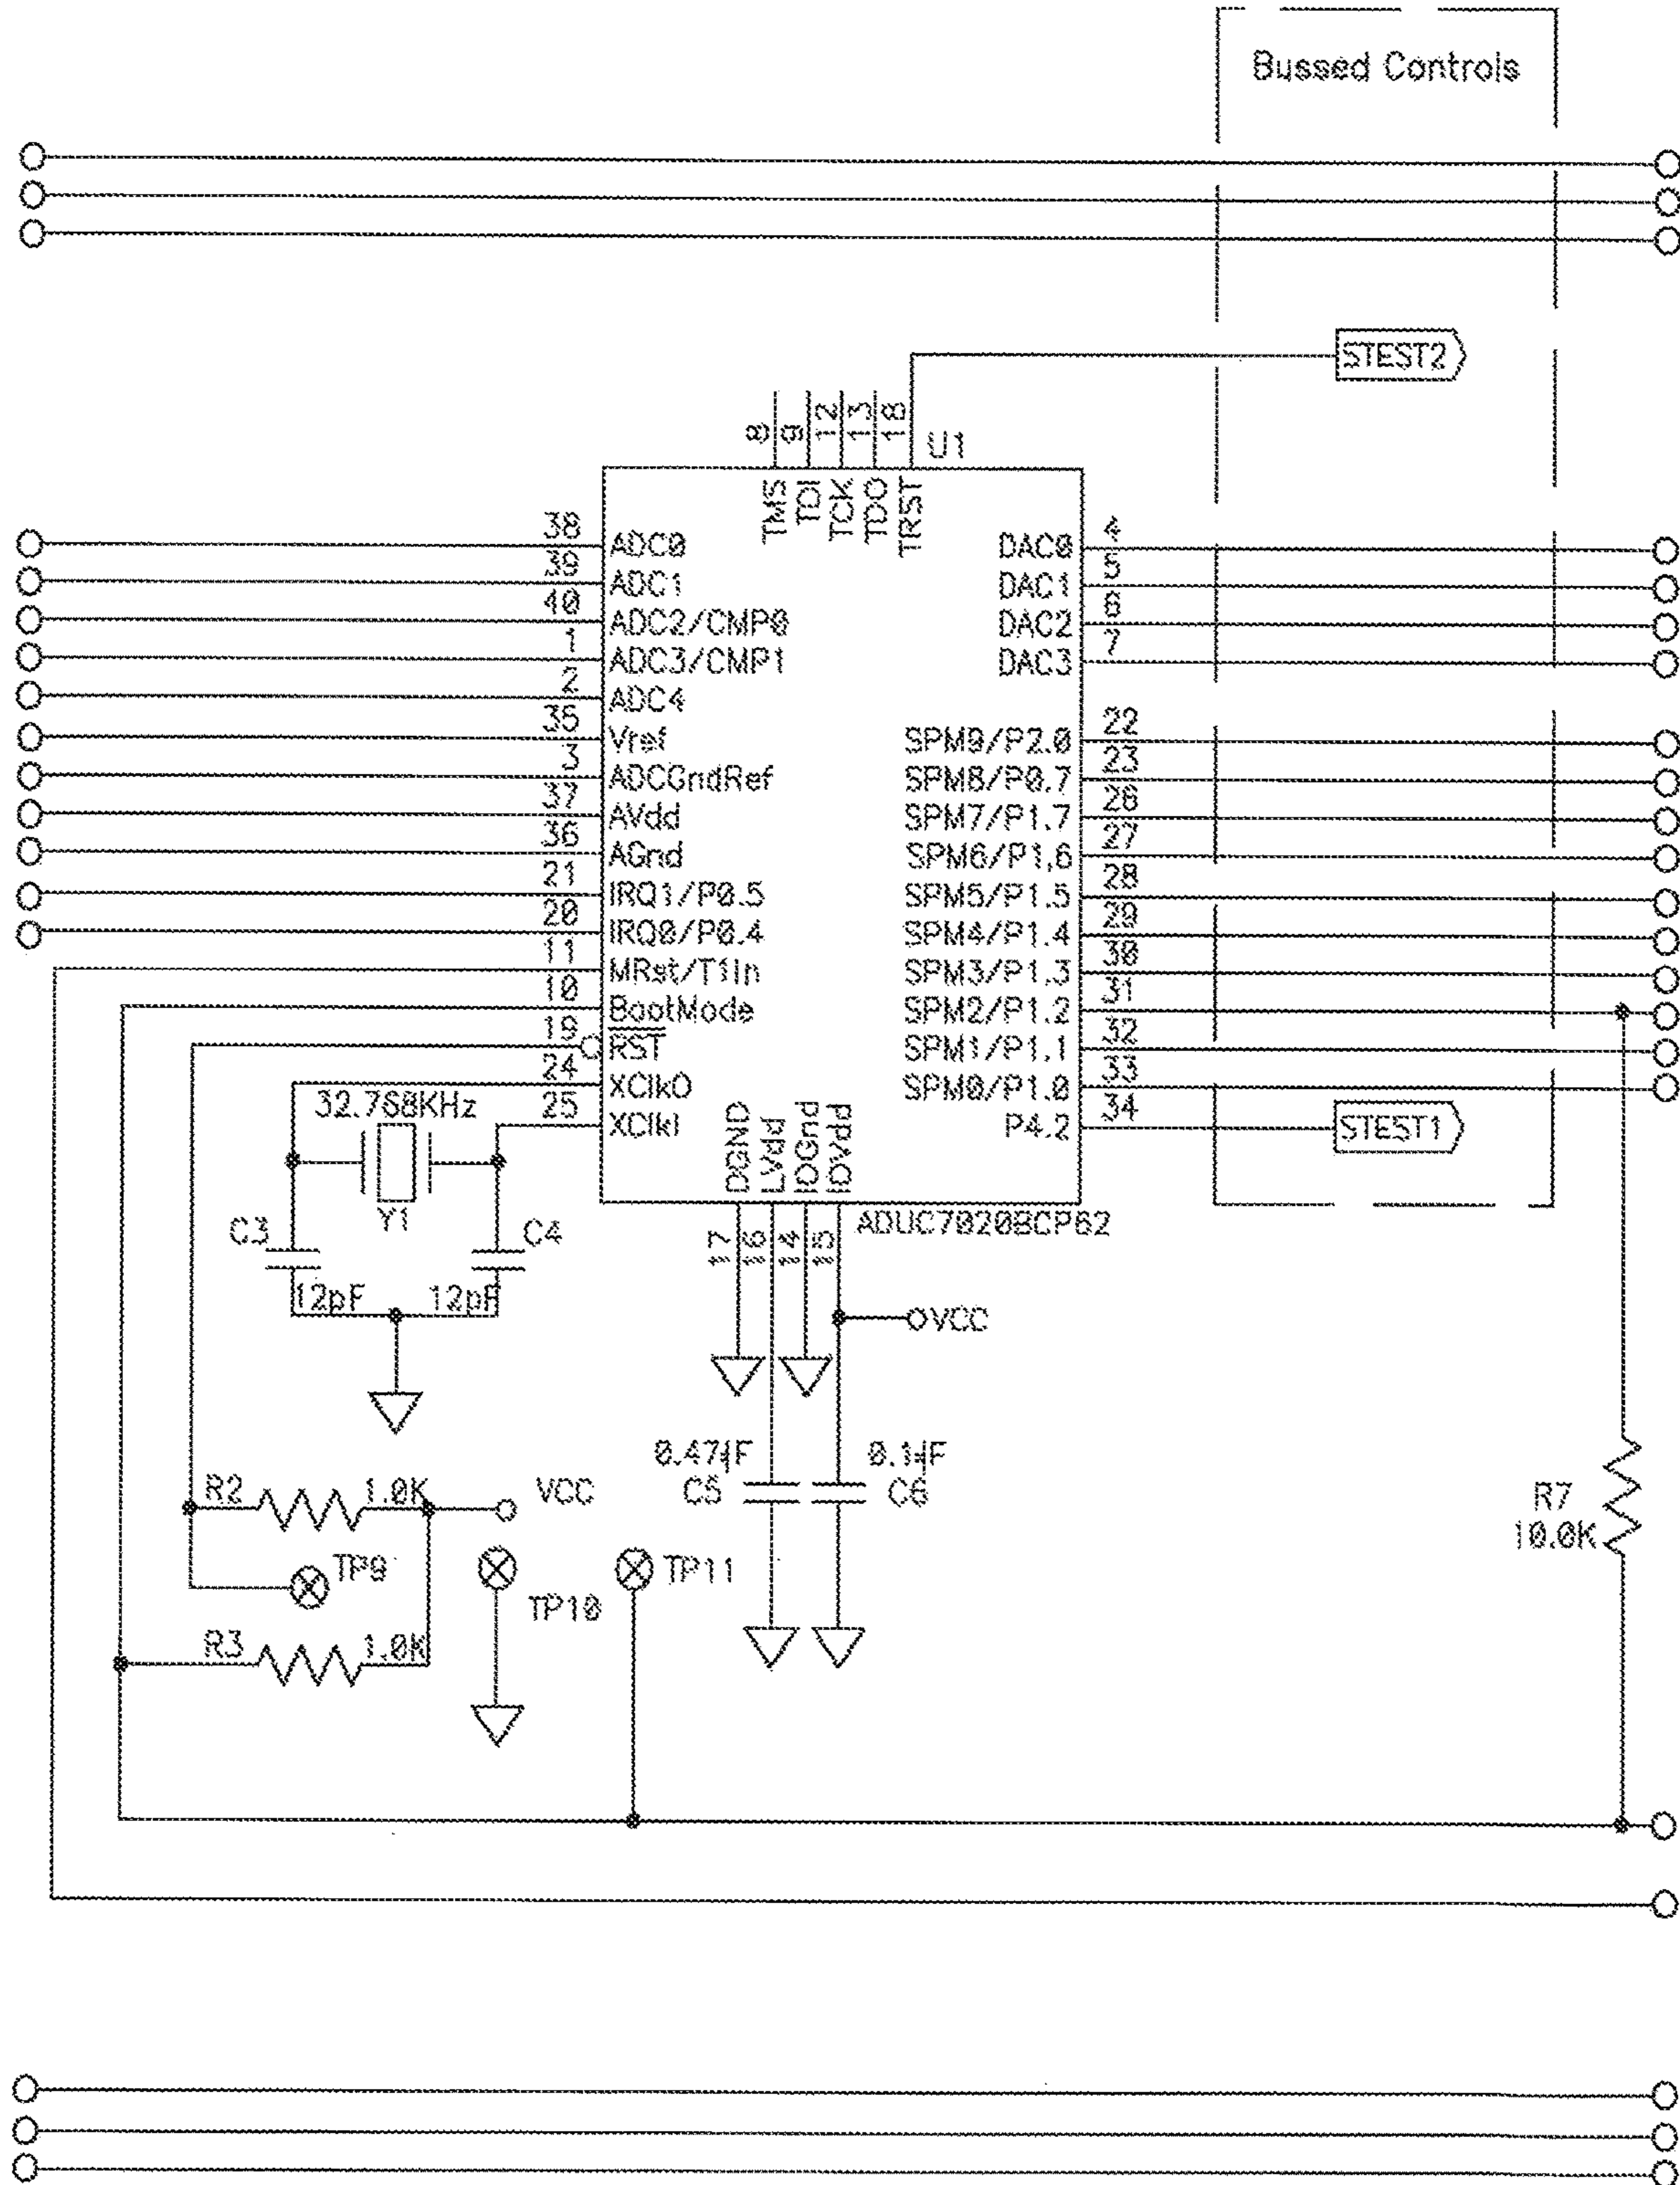 Bussed Controls
STEST2
8
9
12
13
18
U1
TMS
TDI
TCK
TDO
TRST
38
ADC0
39
ADC1
40
ADC2/CMP0
1
ADC3/CMP1
2
ADC4
35
Vref
3
ADCGndRef
37
AVdd
36
AGnd
21
IRQ1/P0.5
20
IRQ0/P0.4
11
MRst/T1In
10
BootMode
19
RST
24
XClkO
25
XClkI
4
DAC0
5
DAC1
6
DAC2
7
DAC3
22
SPM9/P2.0
23
SPM8/P0.7
26
SPM7/P1.7
27
SPM6/P1.6
28
SPM5/P1.5
29
SPM4/P1.4
30
SPM3/P1.3
31
SPM2/P1.2
32
SPM1/P1.1
33
SPM0/P1.0
34
P4.2
STEST1
DGND
LVdd
IOGnd
IOVdd
17
16
14
15
ADUC7020BCP62
32.768KHz
Y1
C3
12pF
C4
12pF
VCC
0.47µF
C5
0.1µF
C6
R2
1.0K
VCC
TP9
TP10
TP11
R3
1.0K
R7
10.0K